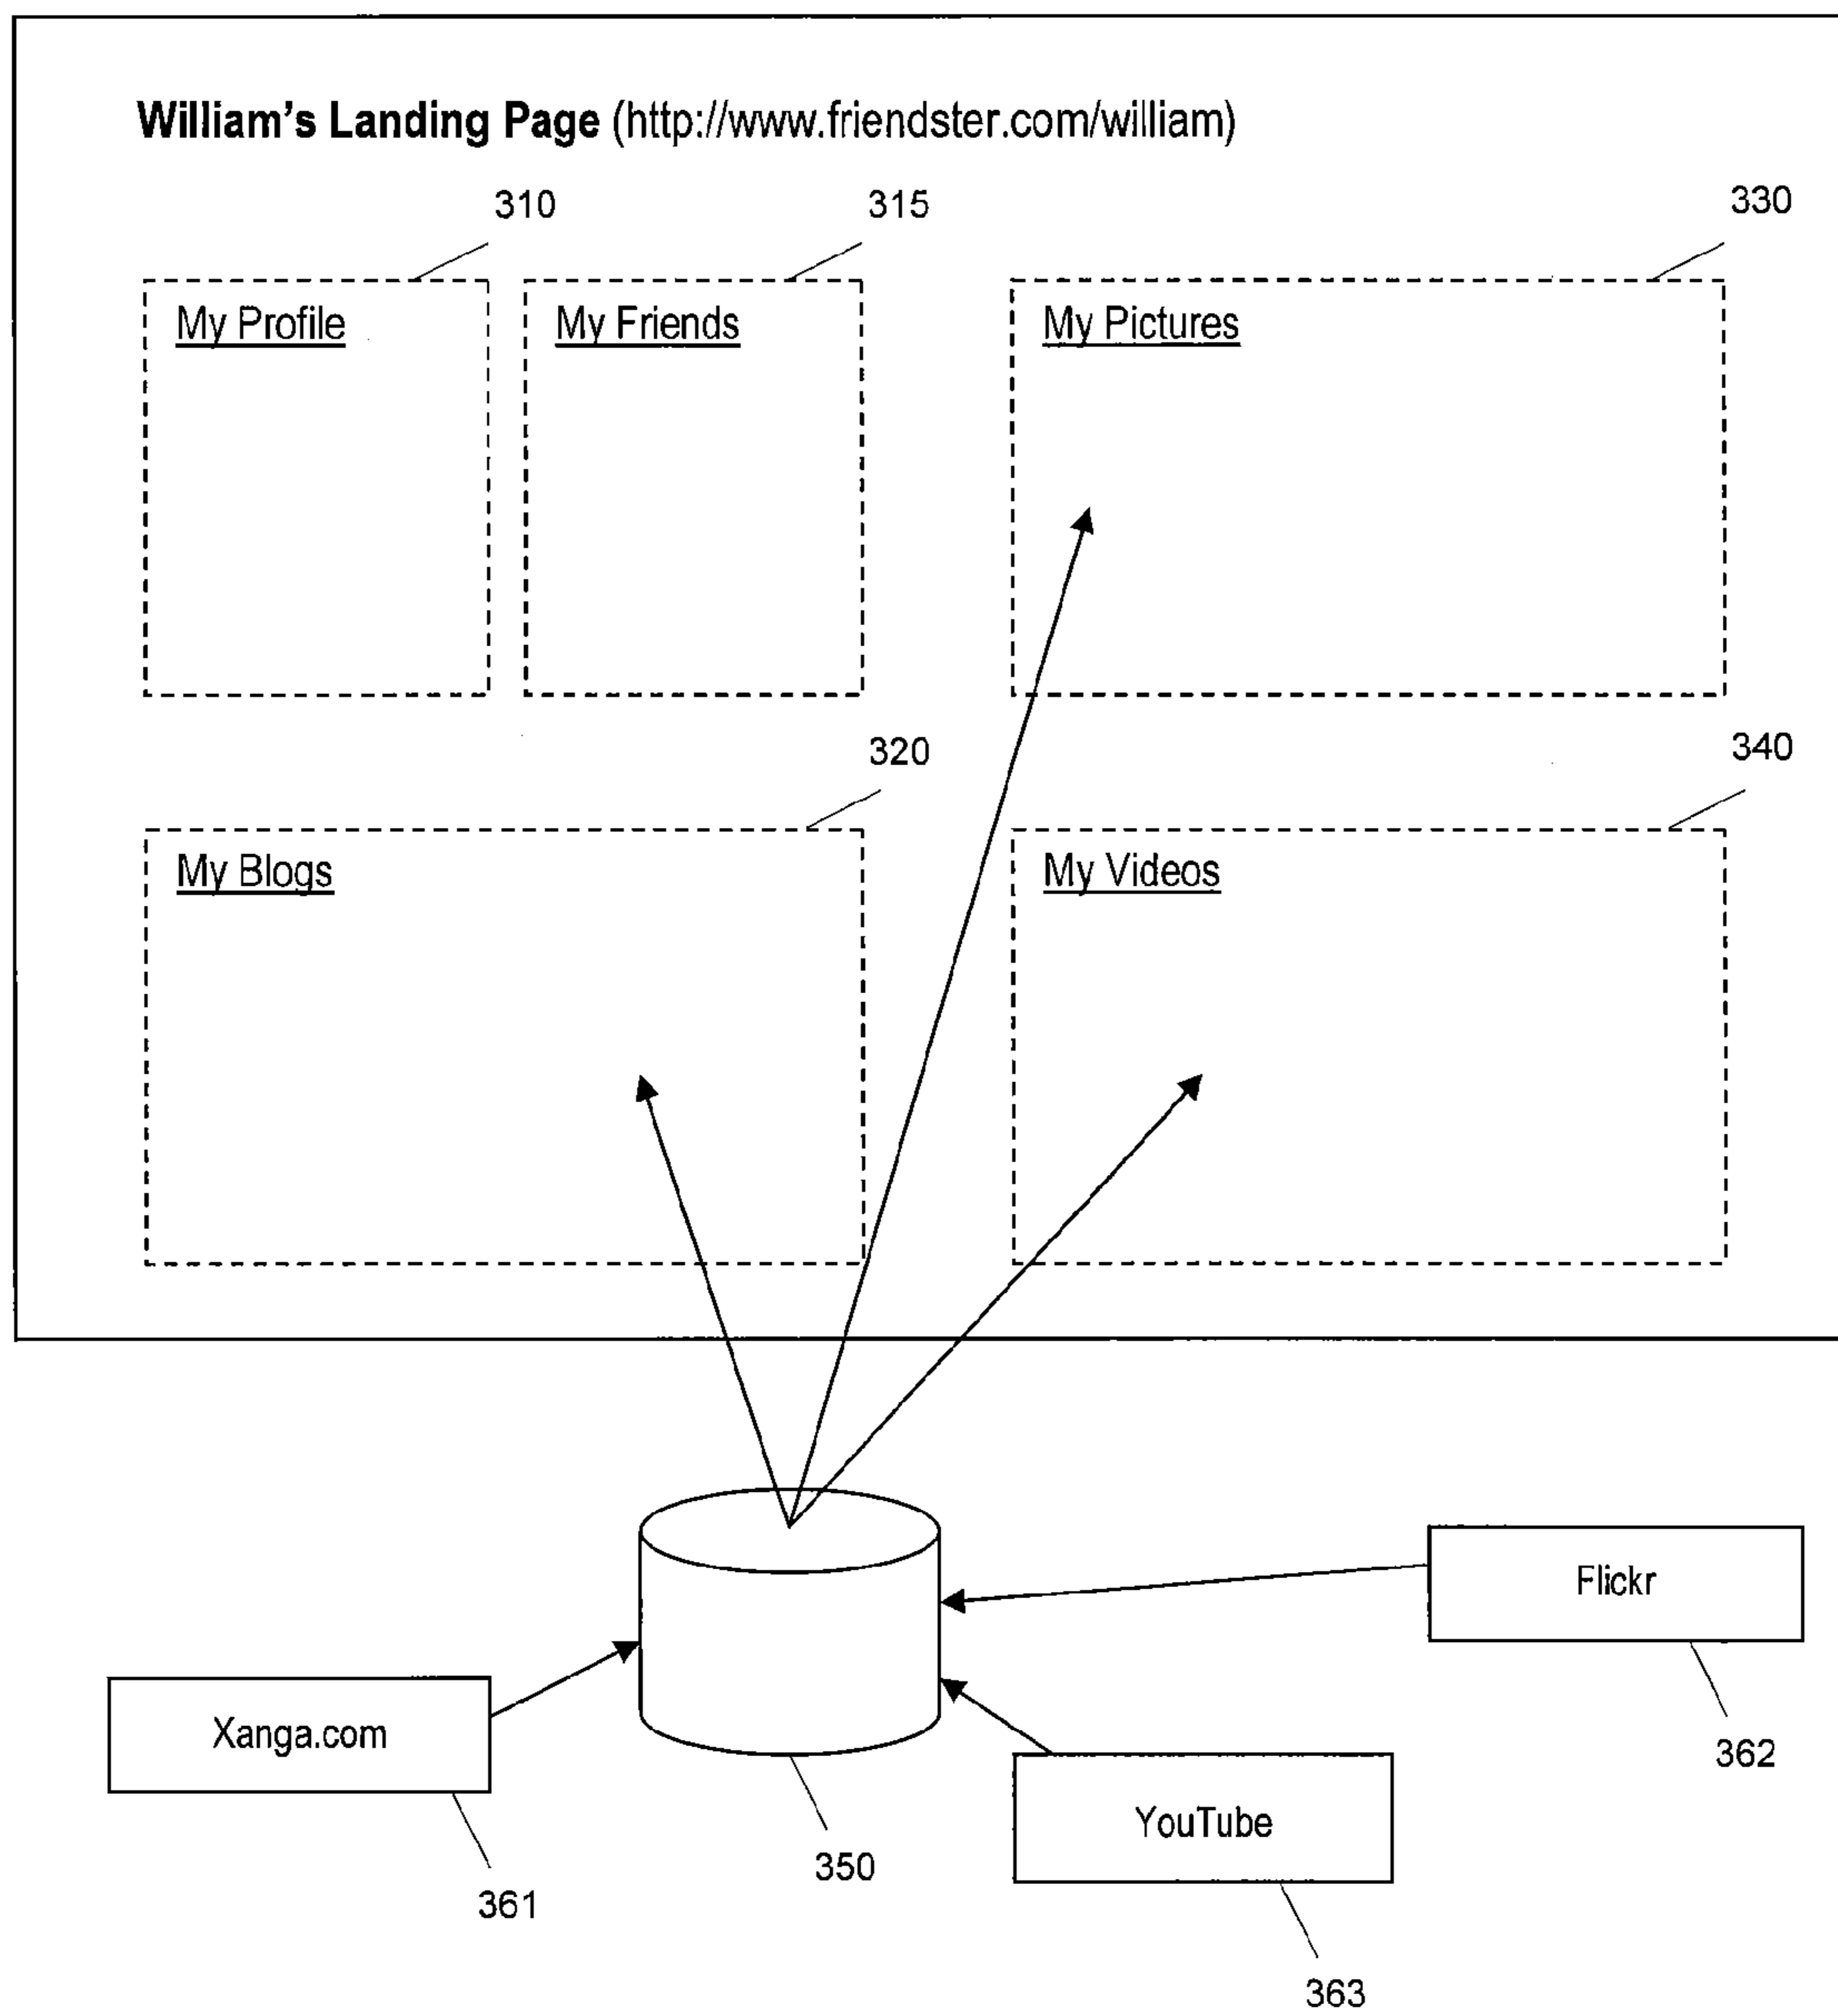 William's Landing Page (http://www.friendster.com/william)
310
315
330
My Profile
My Friends
My Pictures
320
340
My Blogs
My Videos
Flickr
Xanga.com
362
YouTube
350
361
363